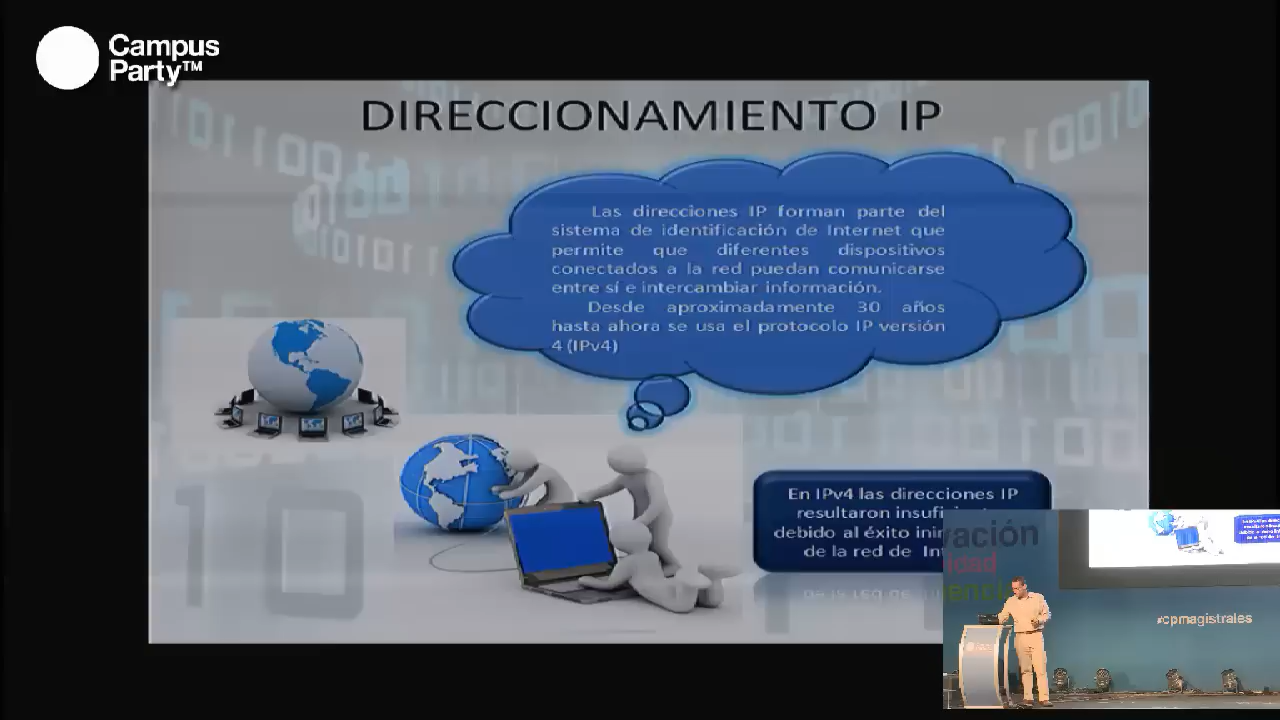 Campus
Party™
DIRECCIONAMIENTO IP
Las direcciones IP forman parte del
sistema de identificación de Internet que
permite que diferentes dispositivos
conectados a la red puedan comunicarse
entre sí e intercambiar información.
Desde aproximadamente 30 años
hasta ahora se usa el protocolo IP versión
4 (IPv4)
En IPv4 las direcciones IP
resultaron
debido al éxito
de la red de
#cpmagistrales